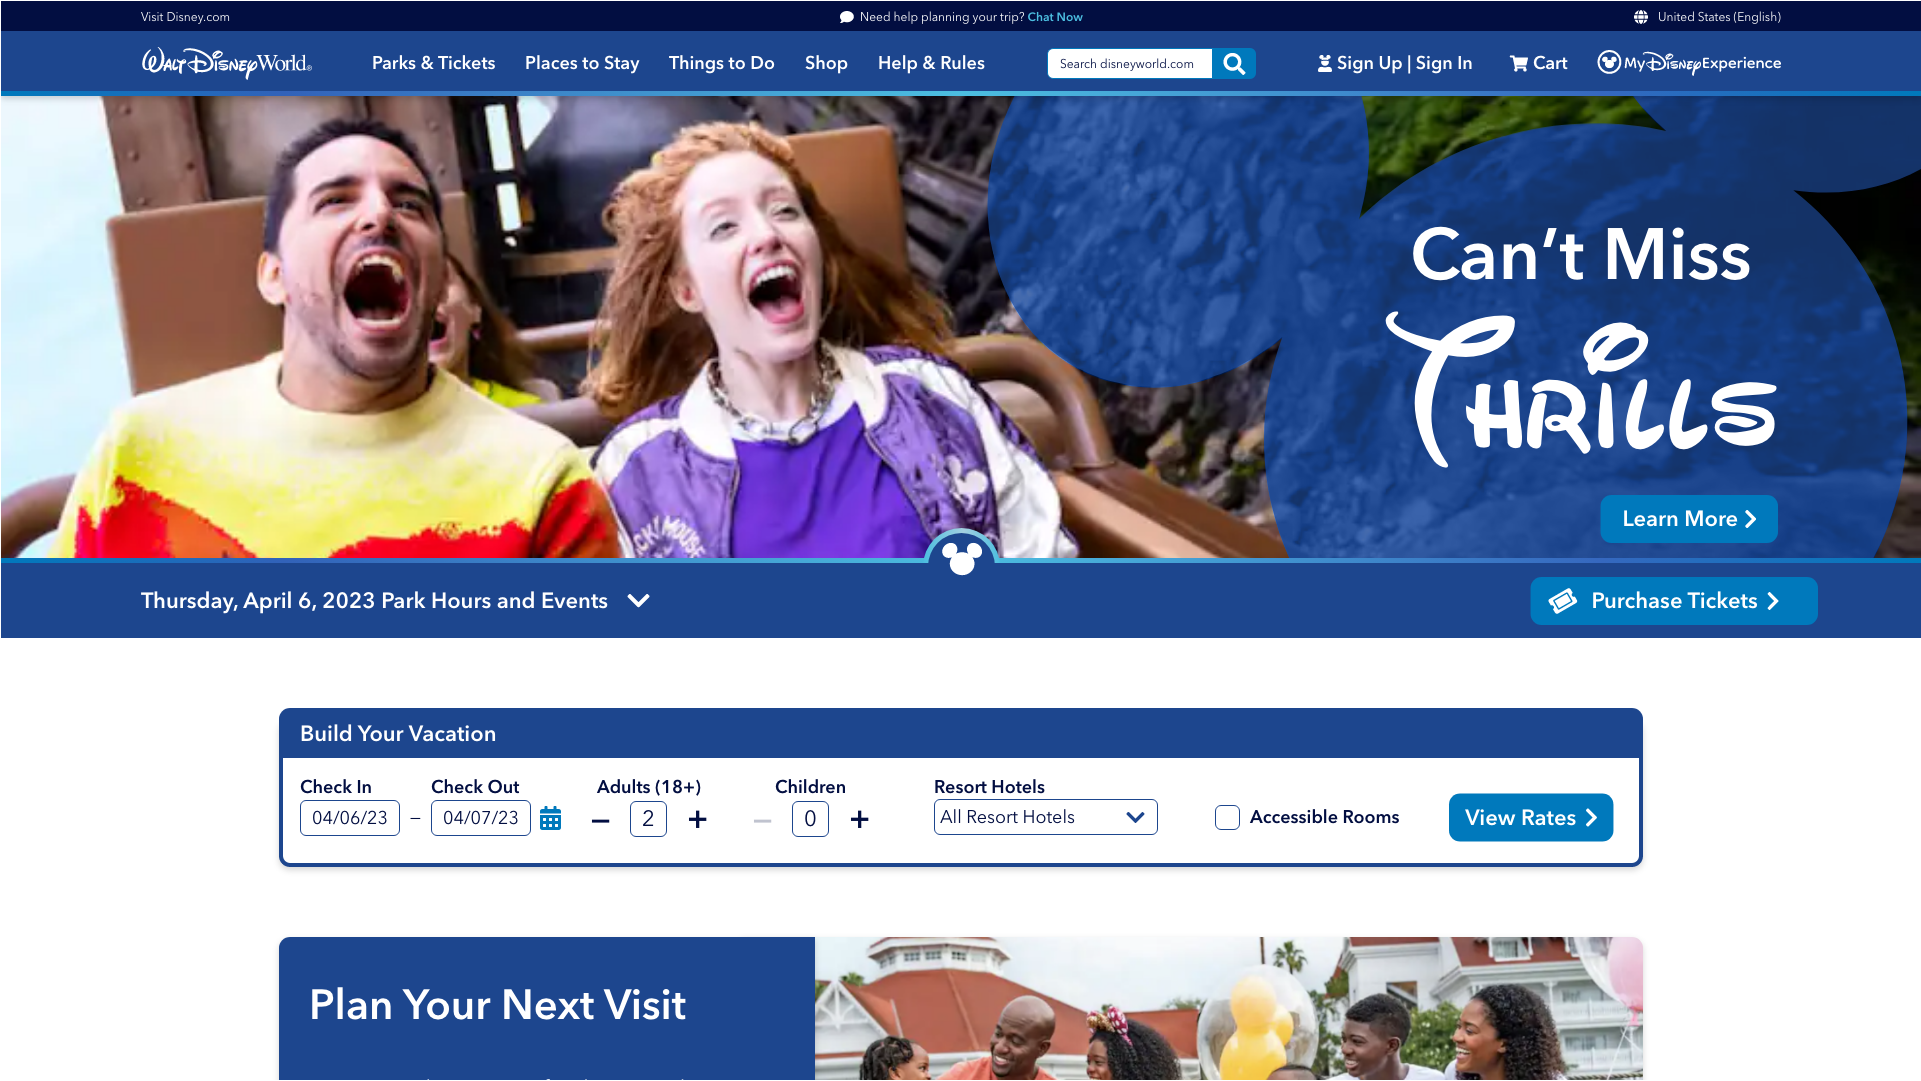 Visit Disney.com
Need help planning your trip? Chat Now
United States (English)
Walt Disney World®
Parks & Tickets
Places to Stay
Things to Do
Shop
Help & Rules
Search disneyworld.com
Sign Up | Sign In
Cart
My Disney Experience
Can't Miss
Thrills
Learn More
Thursday, April 6, 2023 Park Hours and Events
Purchase Tickets
Build Your Vacation
Check In
Check Out
Adults (18+)
Children
Resort Hotels
04/06/23 – 04/07/23
2
0
All Resort Hotels
Accessible Rooms
View Rates
Plan Your Next Visit